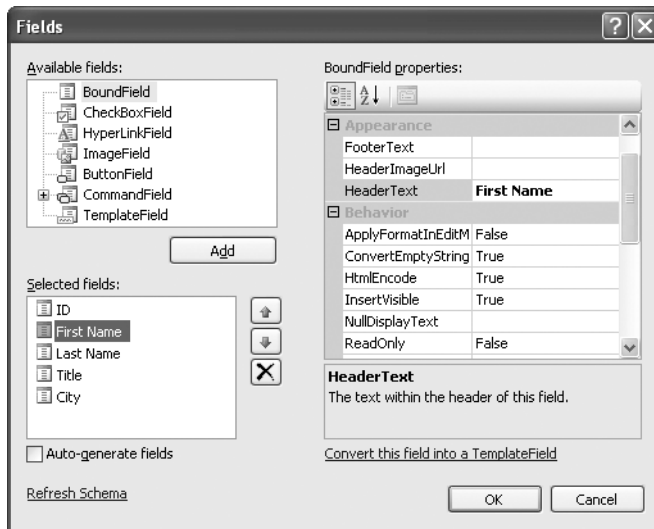 Fields
Available fields:
BoundField
CheckBoxField
HyperLinkField
ImageField
ButtonField
CommandField
TemplateField
Add
Selected fields:
ID
First Name
Last Name
Title
City
Auto-generate fields
Refresh Schema
BoundField properties:
Appearance
FooterText
HeaderImageUrl
HeaderText First Name
Behavior
ApplyFormatInEditM False
ConvertEmptyString True
HtmlEncode True
InsertVisible True
NullDisplayText
ReadOnly False
HeaderText
The text within the header of this field.
Convert this field into a TemplateField
OK Cancel